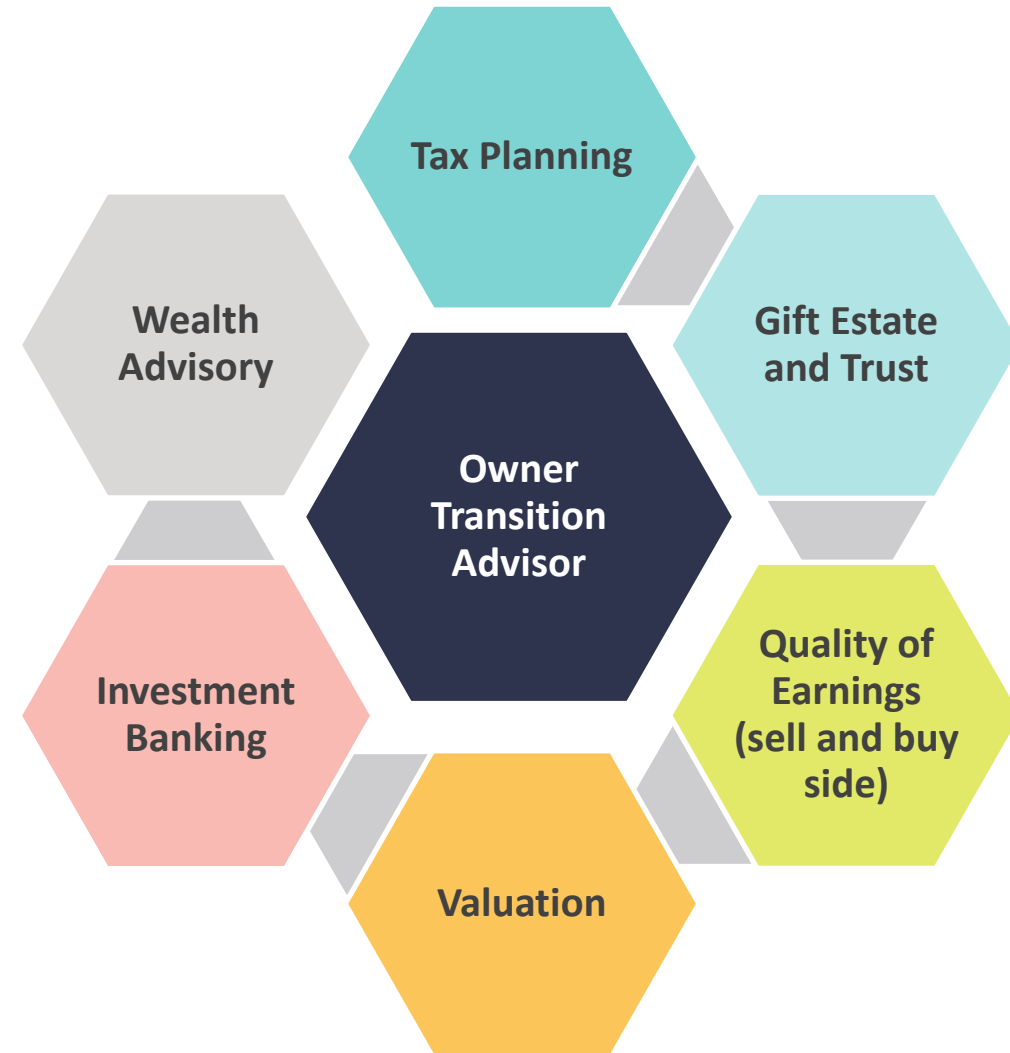 Tax Planning
Gift Estate
and Trust
Quality of
Earnings
(sell and buy
side)
Valuation
Investment
Banking
Wealth
Advisory
Owner
Transition
Advisor